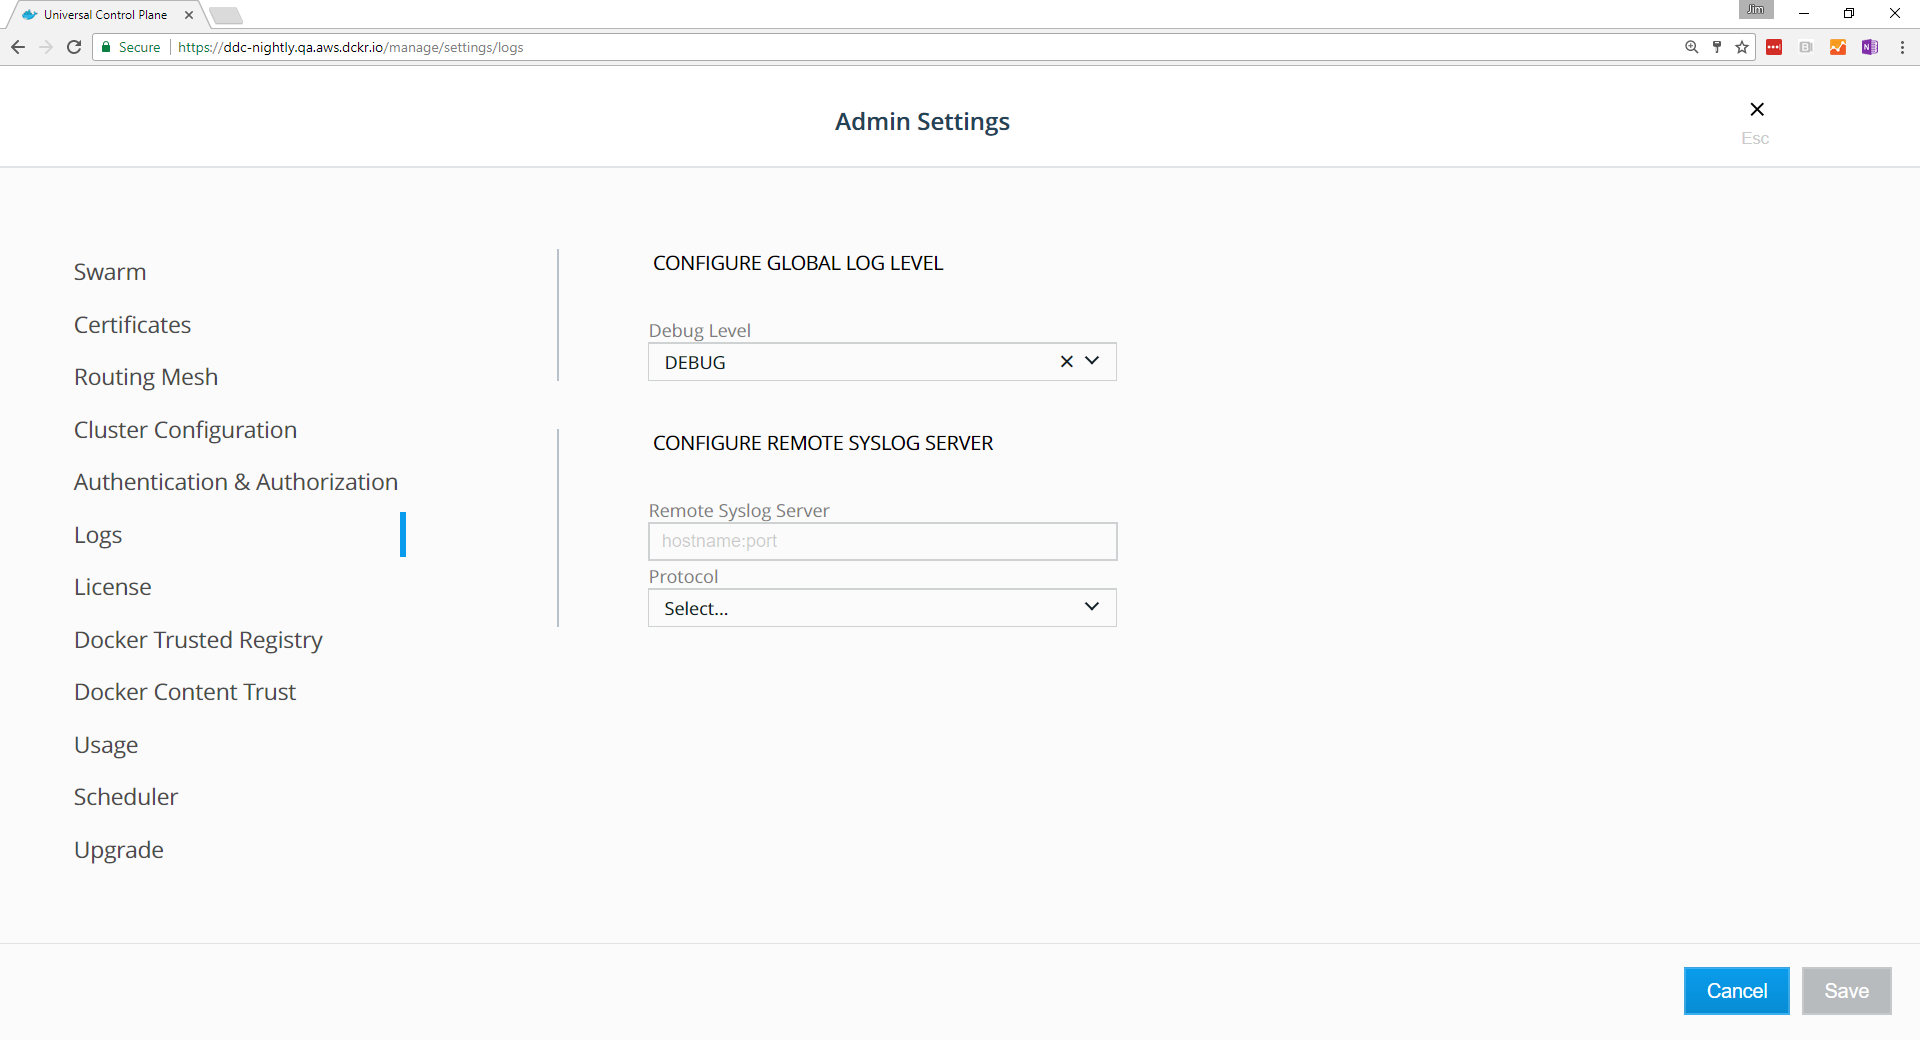 Universal Control Plane
Jim
Secure
https://ddc-nightly.qa.aws.dckr.io/manage/settings/logs
Admin Settings
Esc
Swarm
Certificates
Routing Mesh
Cluster Configuration
Authentication & Authorization
Logs
License
Docker Trusted Registry
Docker Content Trust
Usage
Scheduler
Upgrade
CONFIGURE GLOBAL LOG LEVEL
Debug Level
DEBUG
CONFIGURE REMOTE SYSLOG SERVER
Remote Syslog Server
hostname:port
Protocol
Select...
Cancel
Save